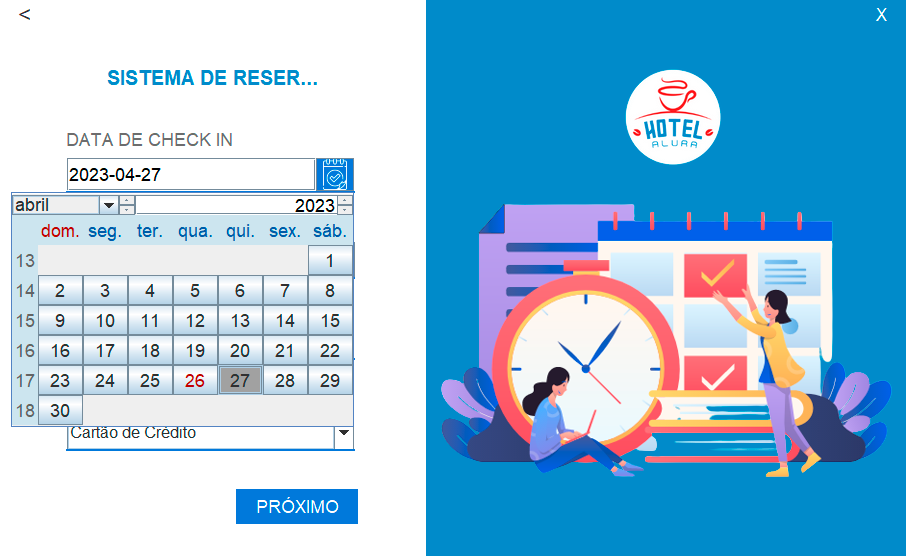 <
X
SISTEMA DE RESER...
DATA DE CHECK IN
2023-04-27
abril 2023
dom. seg. ter. qua. qui. sex. sáb.
13 1
14 2 3 4 5 6 7 8
15 9 10 11 12 13 14 15
16 16 17 18 19 20 21 22
17 23 24 25 26 27 28 29
18 30
Cartão de Crédito
PRÓXIMO
HOTEL
ALURA